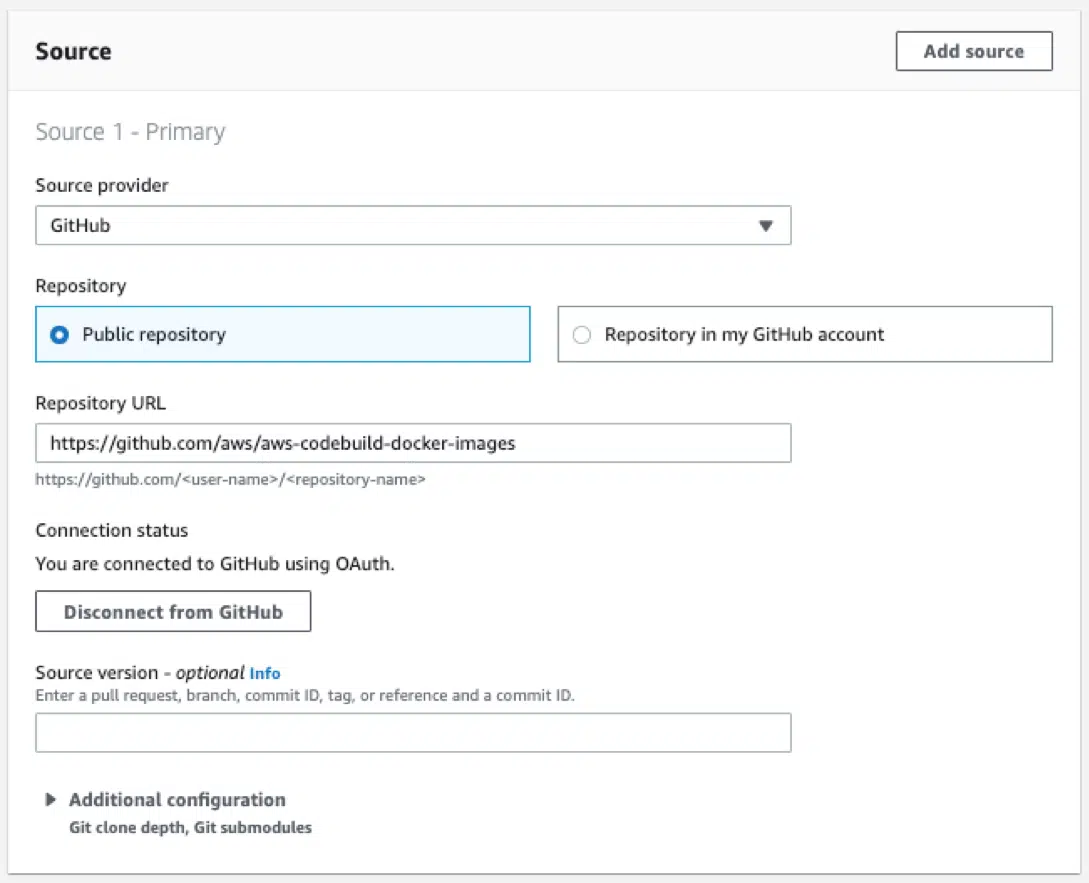 Source
Add source
Source 1 - Primary
Source provider
GitHub
Repository
Public repository
Repository in my GitHub account
Repository URL
https://github.com/aws/aws-codebuild-docker-images
https://github.com/<user-name>/<repository-name>
Connection status
You are connected to GitHub using OAuth.
Disconnect from GitHub
Source version - optional Info
Enter a pull request, branch, commit ID, tag, or reference and a commit ID.
Additional configuration
Git clone depth, Git submodules